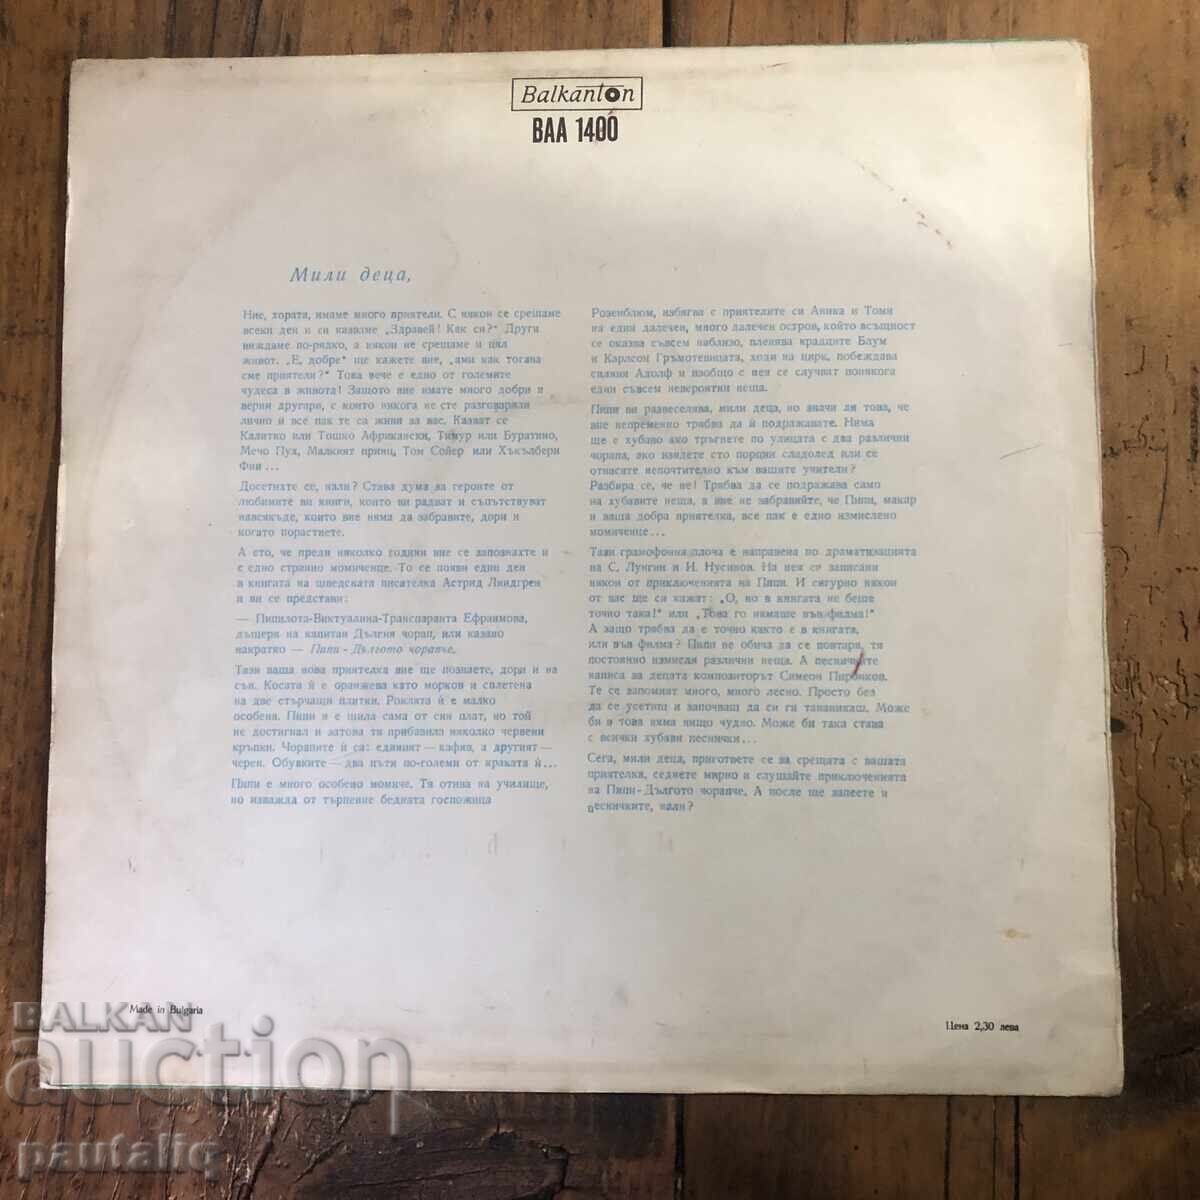 Balkanton
ВАА 1400
Мили деца,
Ние, хората, имаме много приятели. С някои се срещаме
всеки ден и си казваме „Здравей! Как си?“ Други
виждаме по-рядко, а някои не срещаме и цял
живот. „Е, добре“ ще кажете вие, „ами как тогава
сме приятели?“ Това вече е едно от големите
чудеса в живота! Защото вие имате много добри и
верни другари, с които никога не сте разговаряли
лично и все пак те са живи за вас. Казват се
Калитко или Тошко Африкански, Тимур или Буратино,
Мечо Пух, Малкият принц, Том Сойер или Хъкълбери
Фин...
Досетихте се, нали? Става дума за героите от
любимите ви книги, които ви радват и съпътствуват
навсякъде, които вие няма да забравите, дори и
когато порастнете.
А ето, че преди няколко години вие се запознахте и
с едно странно момиченце. То се появи един ден
в книгата на шведската писателка Астрид Линдгрен
и ви се представи:
— Пипилота-Виктуалина-Транспаранта Ефраимова,
дъщеря на капитан Дългия чорап, или казано
накратко — Пипи-Дългото чорапче.
Тази ваша нова приятелка вие ще познаете, дори и на
сън. Косата й е оранжева като морков и сплетена
на две стърчащи плитки. Роклята й е малко
особена. Пипи я е шила сама от син плат, но той
не достигнал и затова тя прибавила няколко червени
кръпки. Чорапите й са: единият — кафяв, а другият —
черен. Обувките — два пъти по-големи от краката й...
Пипи е много особено момиче. Тя отива на училище,
но изважда от търпение бедната госпожица
Розенблюм, избягва с приятелите си Аника и Томи
на един далечен, много далечен остров, който всъщност
се оказва съвсем наблизо, пленява крадците Блум
и Карлсон Гръмотевицата, ходи на цирк, побеждава
силния Адолф и изобщо с нея се случват понякога
едни съвсем невероятни неща.
Пипи ви развеселява, мили деца, но значи ли това, че
вие непременно трябва да й подражавате. Нима
ще е хубаво ако тръгнете по улицата с два различни
чорапа, ако изядете сто порции сладолед или се
отнасяте непочтително към вашите учители?
Разбира се, че не! Трябва да се подражава само
на хубавите неща, а вие не забравяйте, че Пипи, макар
и ваша добра приятелка, все пак е едно измислено
момиченце...
Тази грамофонна плоча е направена по драматизацията
на С. Лунгин и И. Нусинов. На нея са записани
някои от приключенията на Пипи. И сигурно някои
от вас ще си кажат: „О, но в книгата не беше
точно така!“ или „Това го нямаше във филма!“
А защо трябва да е точно както е в книгата,
или във филма? Пипи не обича да се повтаря, тя
постоянно измисля различни неща. А песничките
написа за децата композиторът Симеон Пиронков.
Те се запомнят много, много лесно. Просто без
да се усетиш и започваш да си ги тананикаш. Може
би в това няма нищо чудно. Може би така става
с всички хубави песнички...
Сега, мили деца, пригответе се за срещата с вашата
приятелка, седнете мирно и слушайте приключенията
на Пипи-Дългото чорапче. А после ще запеете и
песничките, нали?
Made in Bulgaria
Цена 2,30 лева
BALKAN
auction
pautaliq